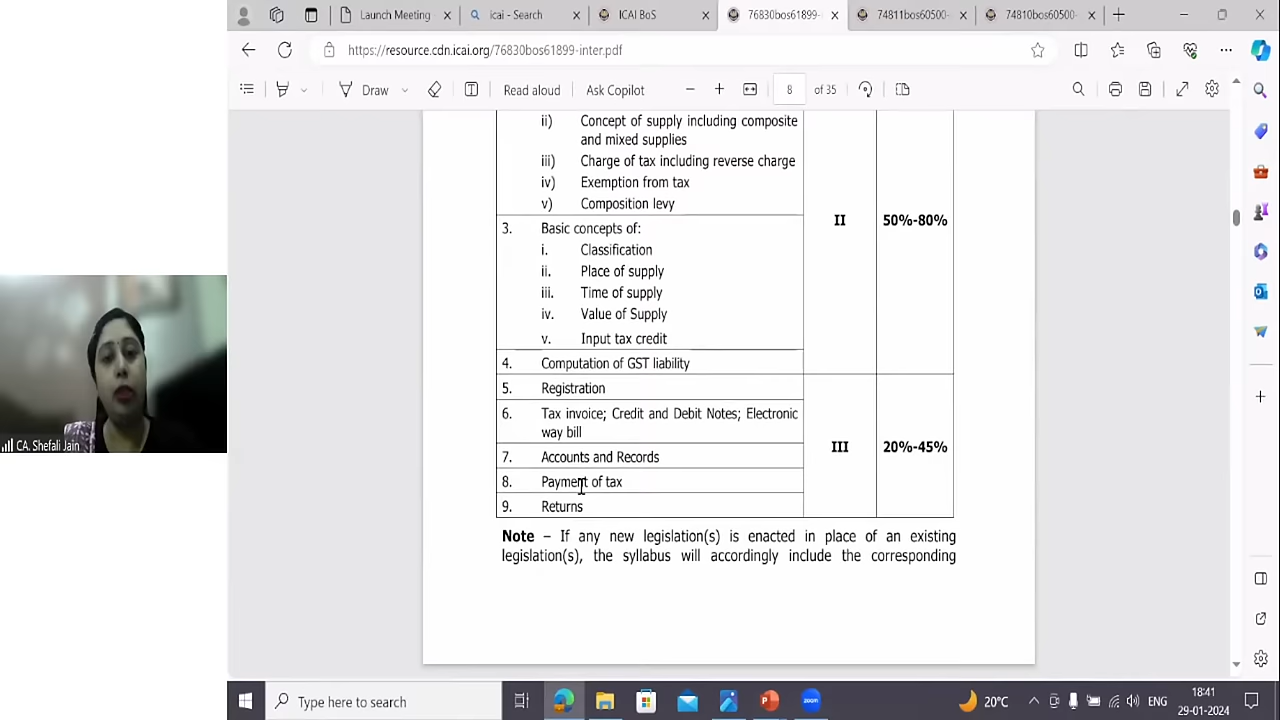 Launch Meeting -
icai - Search
ICAI BoS
76830bos61899-
74811bos60500-
74810bos60500-
https://resource.cdn.icai.org/76830bos61899-inter.pdf
Draw
Read aloud
Ask Copilot
8
of 35
ii) Concept of supply including composite
and mixed supplies
iii) Charge of tax including reverse charge
iv) Exemption from tax
v) Composition levy
3. Basic concepts of:
i. Classification
ii. Place of supply
iii. Time of supply
iv. Value of Supply
v. Input tax credit
4. Computation of GST liability
II
50%-80%
5. Registration
6. Tax invoice; Credit and Debit Notes; Electronic
way bill
7. Accounts and Records
8. Payment of tax
9. Returns
III
20%-45%
Note – If any new legislation(s) is enacted in place of an existing
legislation(s), the syllabus will accordingly include the corresponding
CA. Shefali Jain
Type here to search
zoom
20°C
ENG
18:41
29-01-2024